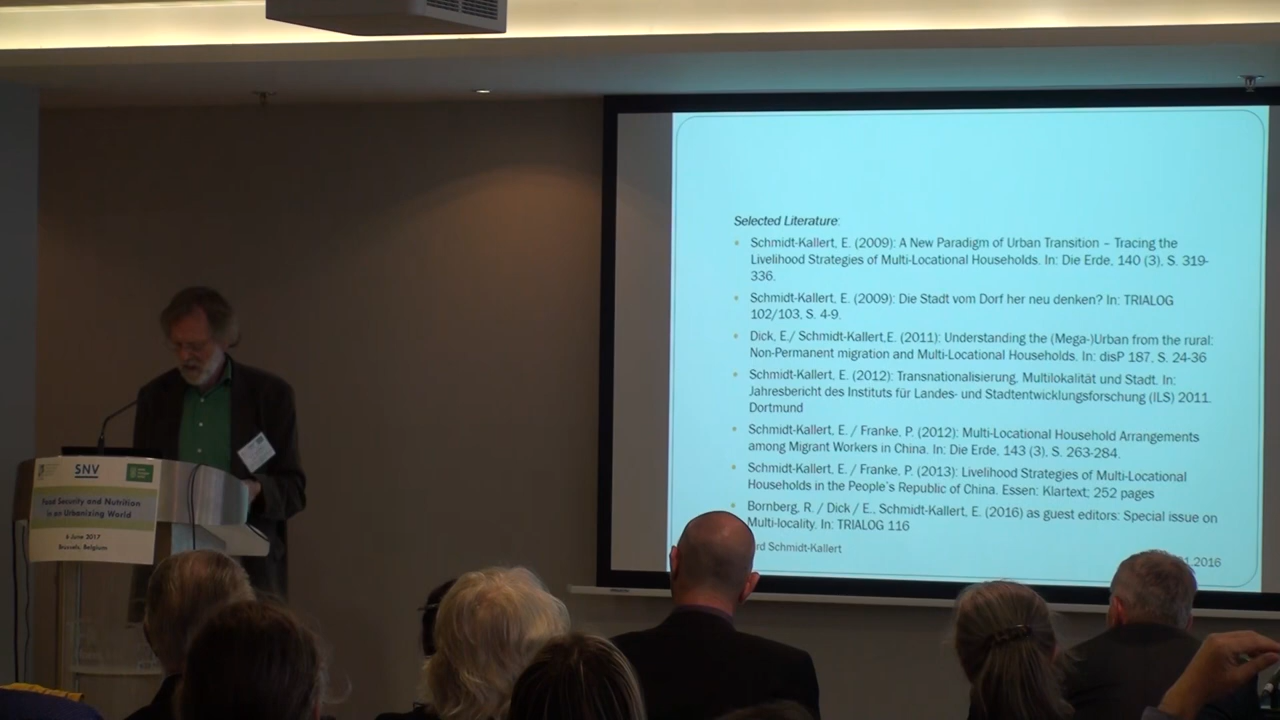 Selected Literature:
Schmidt-Kallert, E. (2009): A New Paradigm of Urban Transition – Tracing the
Livelihood Strategies of Multi-Locational Households. In: Die Erde, 140 (3), S. 319-
336.
Schmidt-Kallert, E. (2009): Die Stadt vom Dorf her neu denken? In: TRIALOG
102/103, S. 4-9.
Dick, E./ Schmidt-Kallert,E. (2011): Understanding the (Mega-)Urban from the rural:
Non-Permanent migration and Multi-Locational Households. In: disP 187, S. 24-36
Schmidt-Kallert, E. (2012): Transnationalisierung, Multilokalität und Stadt. In:
Jahresbericht des Instituts für Landes- und Stadtentwicklungsforschung (ILS) 2011.
Dortmund
Schmidt-Kallert, E. / Franke, P. (2012): Multi-Locational Household Arrangements
among Migrant Workers in China. In: Die Erde, 143 (3), S. 263-284.
Schmidt-Kallert, E. / Franke, P. (2013): Livelihood Strategies of Multi-Locational
Households in the People´s Republic of China. Essen: Klartext; 252 pages
Bornberg, R. / Dick / E., Schmidt-Kallert, E. (2016) as guest editors: Special issue on
Multi-locality. In: TRIALOG 116
rd Schmidt-Kallert
.2016
SNV
Food Security and Nutrition
in an Urbanizing World
6 June 2017
Brussels, Belgium